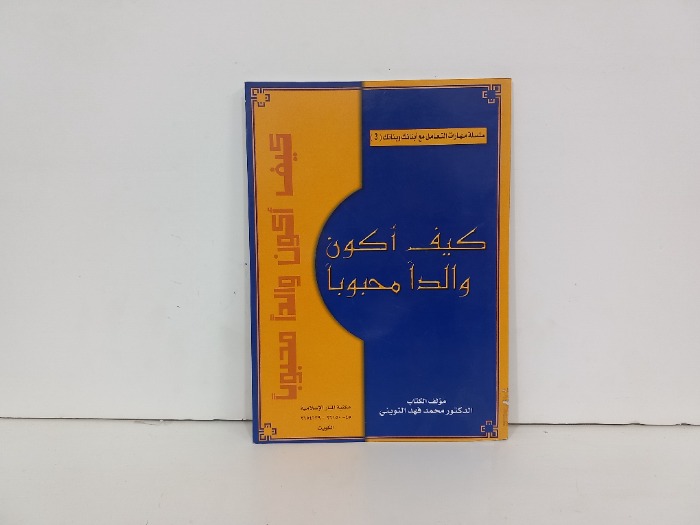 سلسلة مهارات التعامل مع أبنائك وبناتك (3)
كيف أكون
والداً محبوباً
كيف أكون والداً محبوباً
مؤلف الكتاب
الدكتور محمد فهد الثويني
مكتبة المنار الإسلامية
الكويت